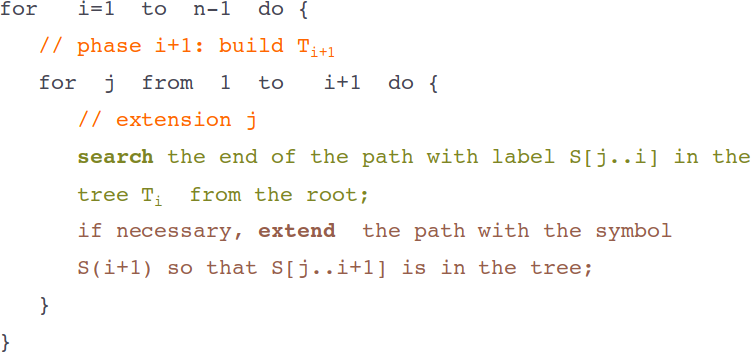 for i=1 to n-1 do {
// phase i+1: build Ti+1
for j from 1 to i+1 do {
// extension j
search the end of the path with label S[j..i] in the
tree Ti from the root;
if necessary, extend the path with the symbol
S(i+1) so that S[j..i+1] is in the tree;
}
}